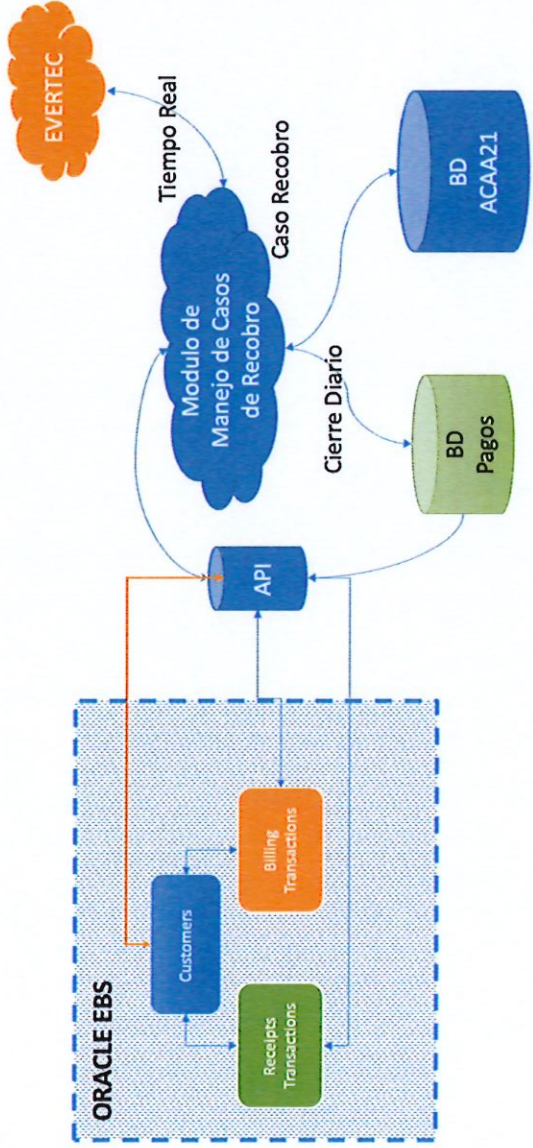 ORACLE EBS
Customers
Receipts
Transactions
Billing
Transactions
API
Modulo de
Manejo de Casos
de Recobro
EVERTEC
Tiempo Real
Caso Recobro
Cierre Diario
BD
Pagos
BD
ACAA21